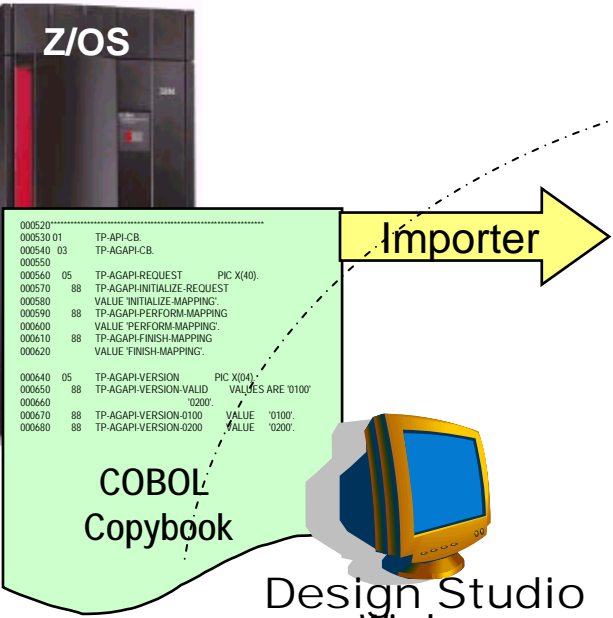 Z/OS
IBM
000520****************************************************************
000530 01 TP-API-CB.
000540 03 TP-AGAPI-CB.
000550
000560 05 TP-AGAPI-REQUEST PIC X(40).
000570 88 TP-AGAPI-INITIALIZE-REQUEST
000580 VALUE 'INITIALIZE-MAPPING'.
000590 88 TP-AGAPI-PERFORM-MAPPING
000600 VALUE 'PERFORM-MAPPING'.
000610 88 TP-AGAPI-FINISH-MAPPING
000620 VALUE 'FINISH-MAPPING'.
000640 05 TP-AGAPI-VERSION PIC X(04).
000650 88 TP-AGAPI-VERSION-VALID VALUES ARE '0100'
000660 '0200'.
000670 88 TP-AGAPI-VERSION-0100 VALUE '0100'.
000680 88 TP-AGAPI-VERSION-0200 VALUE '0200'.
Importer
COBOL
Copybook
Design Studio